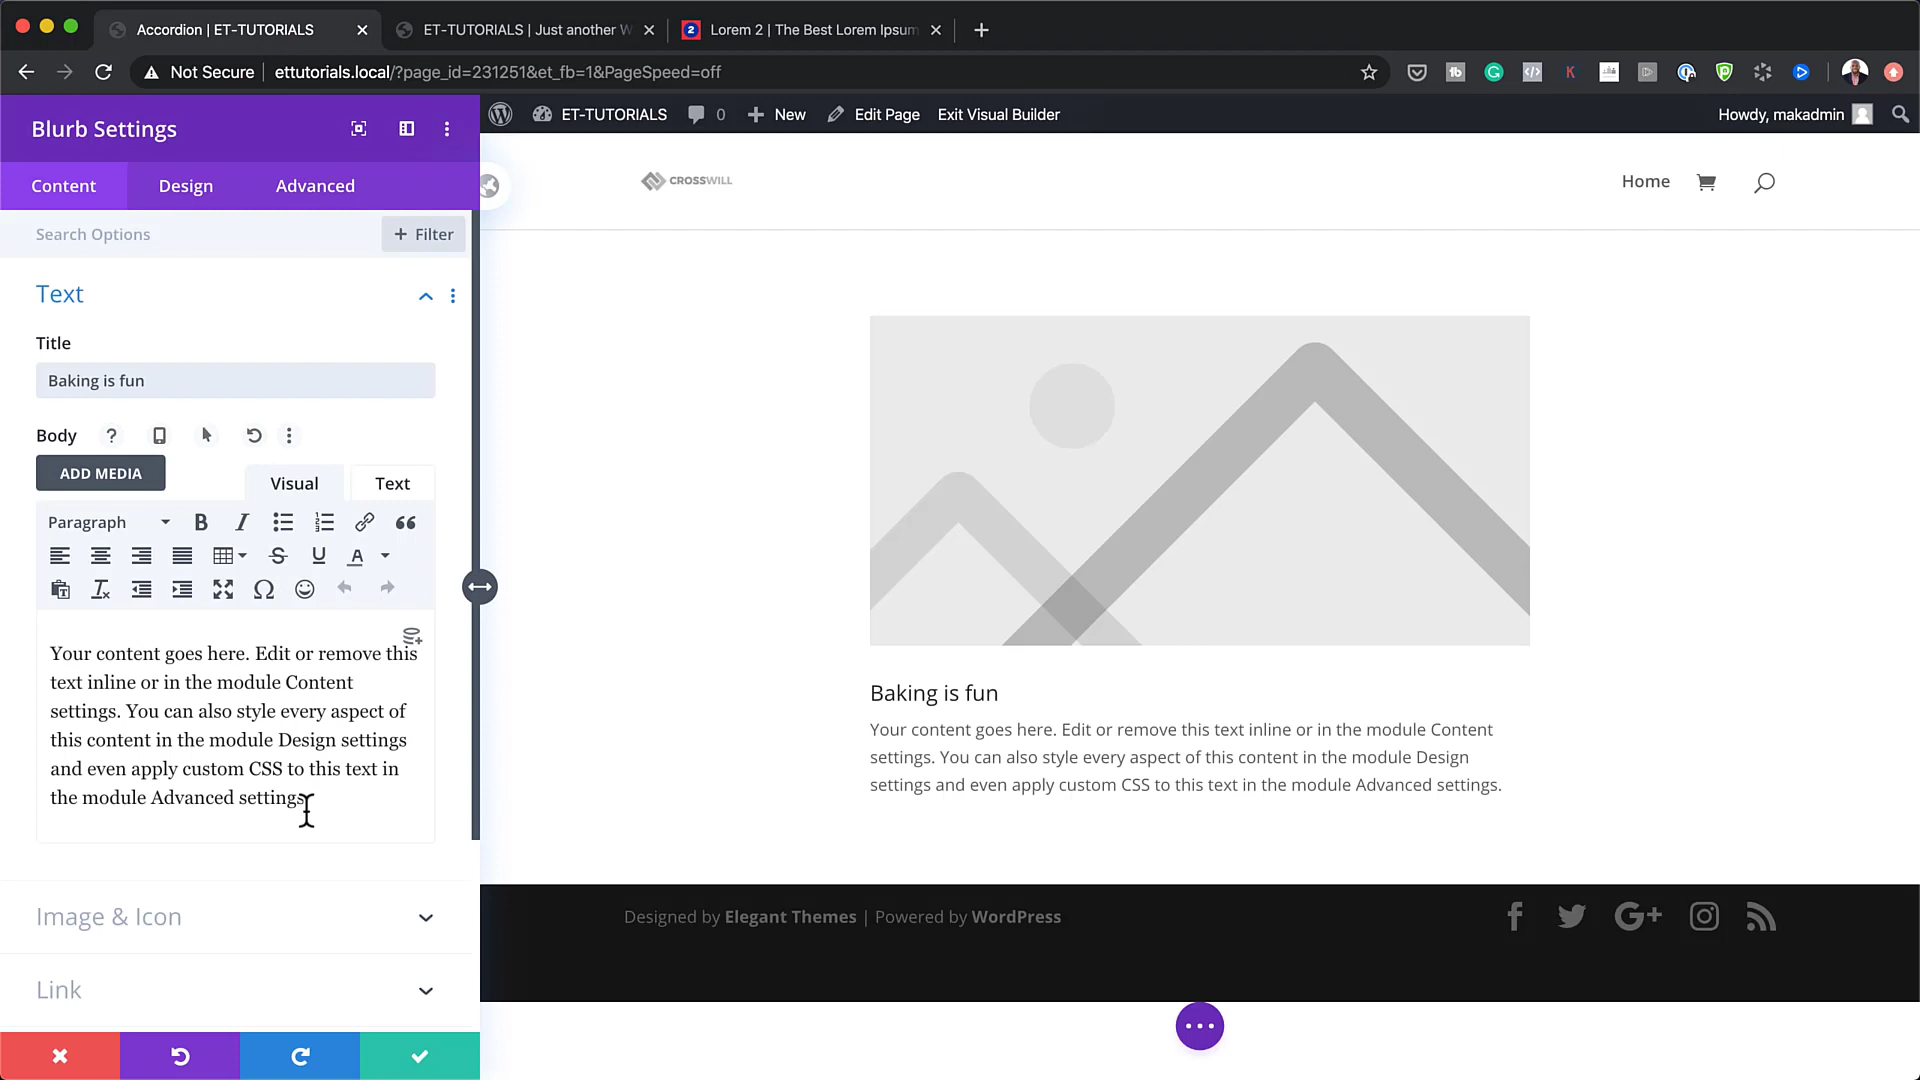 Accordion | ET-TUTORIALS
ET-TUTORIALS | Just another W
2 Lorem 2 | The Best Lorem Ipsum
Not Secure
ettutorials.local/?page_id=231251&et_fb=1&PageSpeed=off
Blurb Settings
ET-TUTORIALS
0
New
Edit Page
Exit Visual Builder
Howdy, makadmin
Content
Design
Advanced
CROSSWILL
Home
Search Options
+ Filter
Text
Title
Baking is fun
Body
ADD MEDIA
Visual
Text
Paragraph
Your content goes here. Edit or remove this
text inline or in the module Content
settings. You can also style every aspect of
this content in the module Design settings
and even apply custom CSS to this text in
the module Advanced settings.
Baking is fun
Your content goes here. Edit or remove this text inline or in the module Content
settings. You can also style every aspect of this content in the module Design
settings and even apply custom CSS to this text in the module Advanced settings.
Image & Icon
Link
Designed by Elegant Themes | Powered by WordPress